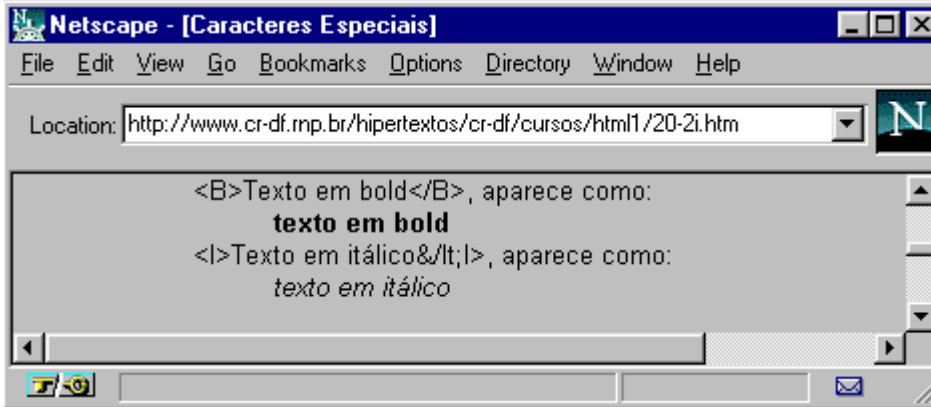 Netscape - [Caracteres Especiais]
File Edit View Go Bookmarks Options Directory Window Help
Location: http://www.cr-df.rnp.br/hipertextos/cr-df/cursos/html1/20-2i.htm
N
<B>Texto em bold</B>, aparece como:
texto em bold
<I>Texto em itálico&/lt;I>, aparece como:
texto em itálico